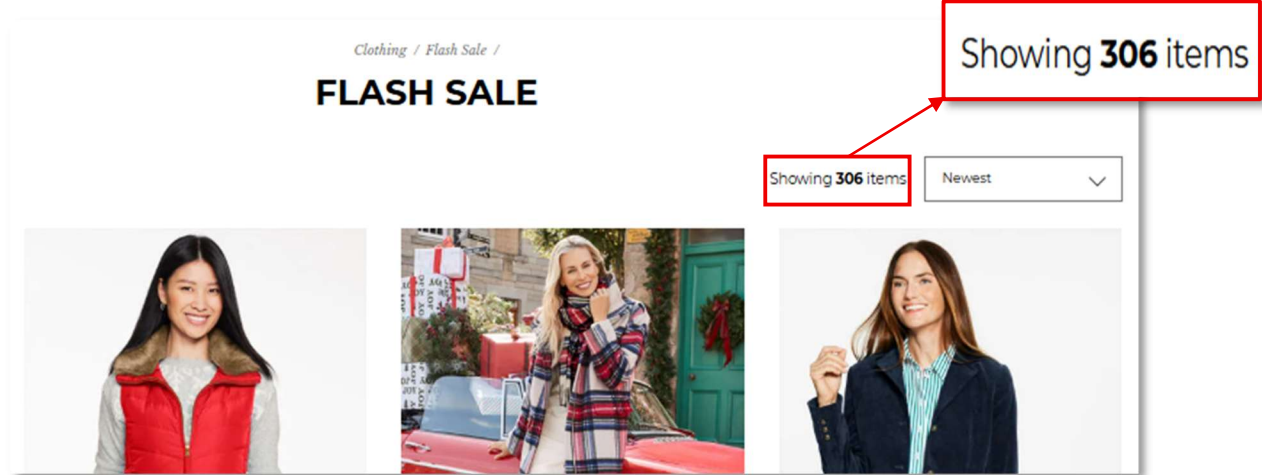 Showing 306 items
Clothing / Flash Sale /
FLASH SALE
Showing 306 items
Newest